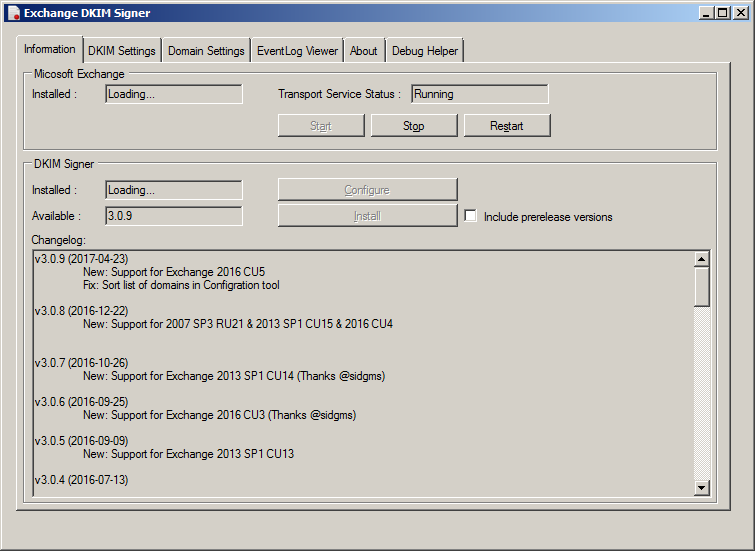 Exchange DKIM Signer
Information DKIM Settings Domain Settings EventLog Viewer About Debug Helper
Micosoft Exchange
Installed : Loading... Transport Service Status : Running
Start Stop Restart
DKIM Signer
Installed : Loading... Configure
Available : 3.0.9 Install Include prerelease versions
Changelog:
v3.0.9 (2017-04-23)
New: Support for Exchange 2016 CU5
Fix: Sort list of domains in Configration tool
v3.0.8 (2016-12-22)
New: Support for 2007 SP3 RU21 & 2013 SP1 CU15 & 2016 CU4
v3.0.7 (2016-10-26)
New: Support for Exchange 2013 SP1 CU14 (Thanks @sidgms)
v3.0.6 (2016-09-25)
New: Support for Exchange 2016 CU3 (Thanks @sidgms)
v3.0.5 (2016-09-09)
New: Support for Exchange 2013 SP1 CU13
v3.0.4 (2016-07-13)